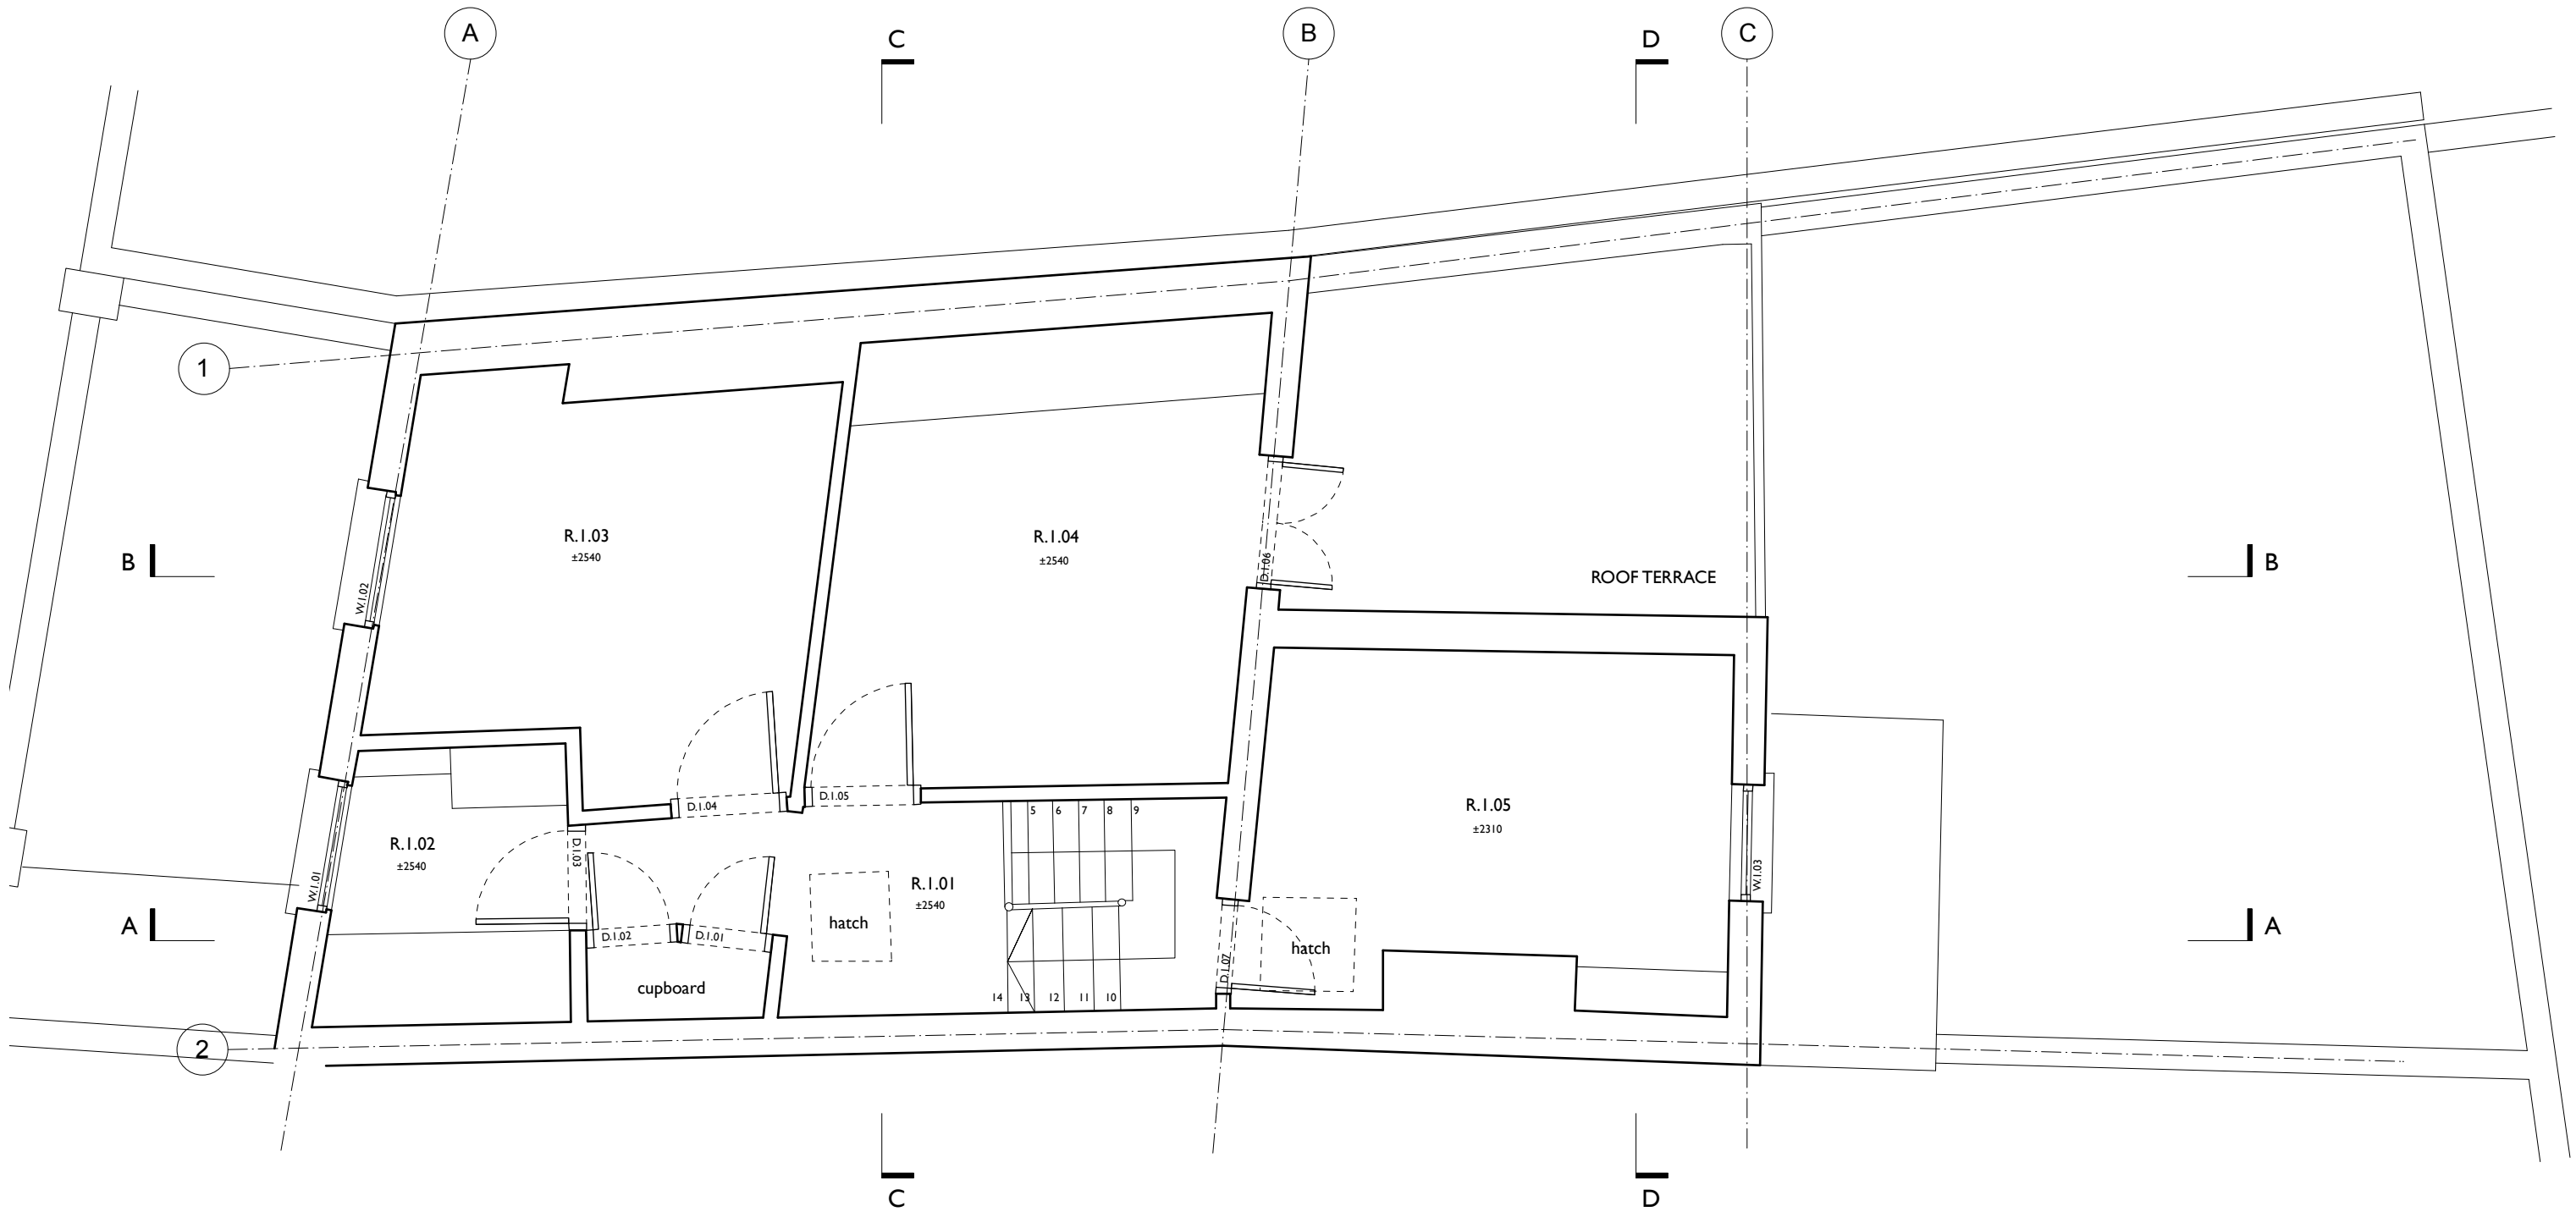 A
B
C
C
D
1
R.1.03
±2540
R.1.04
±2540
D.1.06
ROOF TERRACE
B
B
W.1.02
D.1.04
D.1.05
R.1.05
±2310
5
6
7
8
9
R.1.02
±2540
D.1.03
W.1.01
R.1.01
±2540
W.1.03
A
A
hatch
hatch
D.1.02
D.1.01
D.1.07
cupboard
14
13
12
11
10
2
C
D